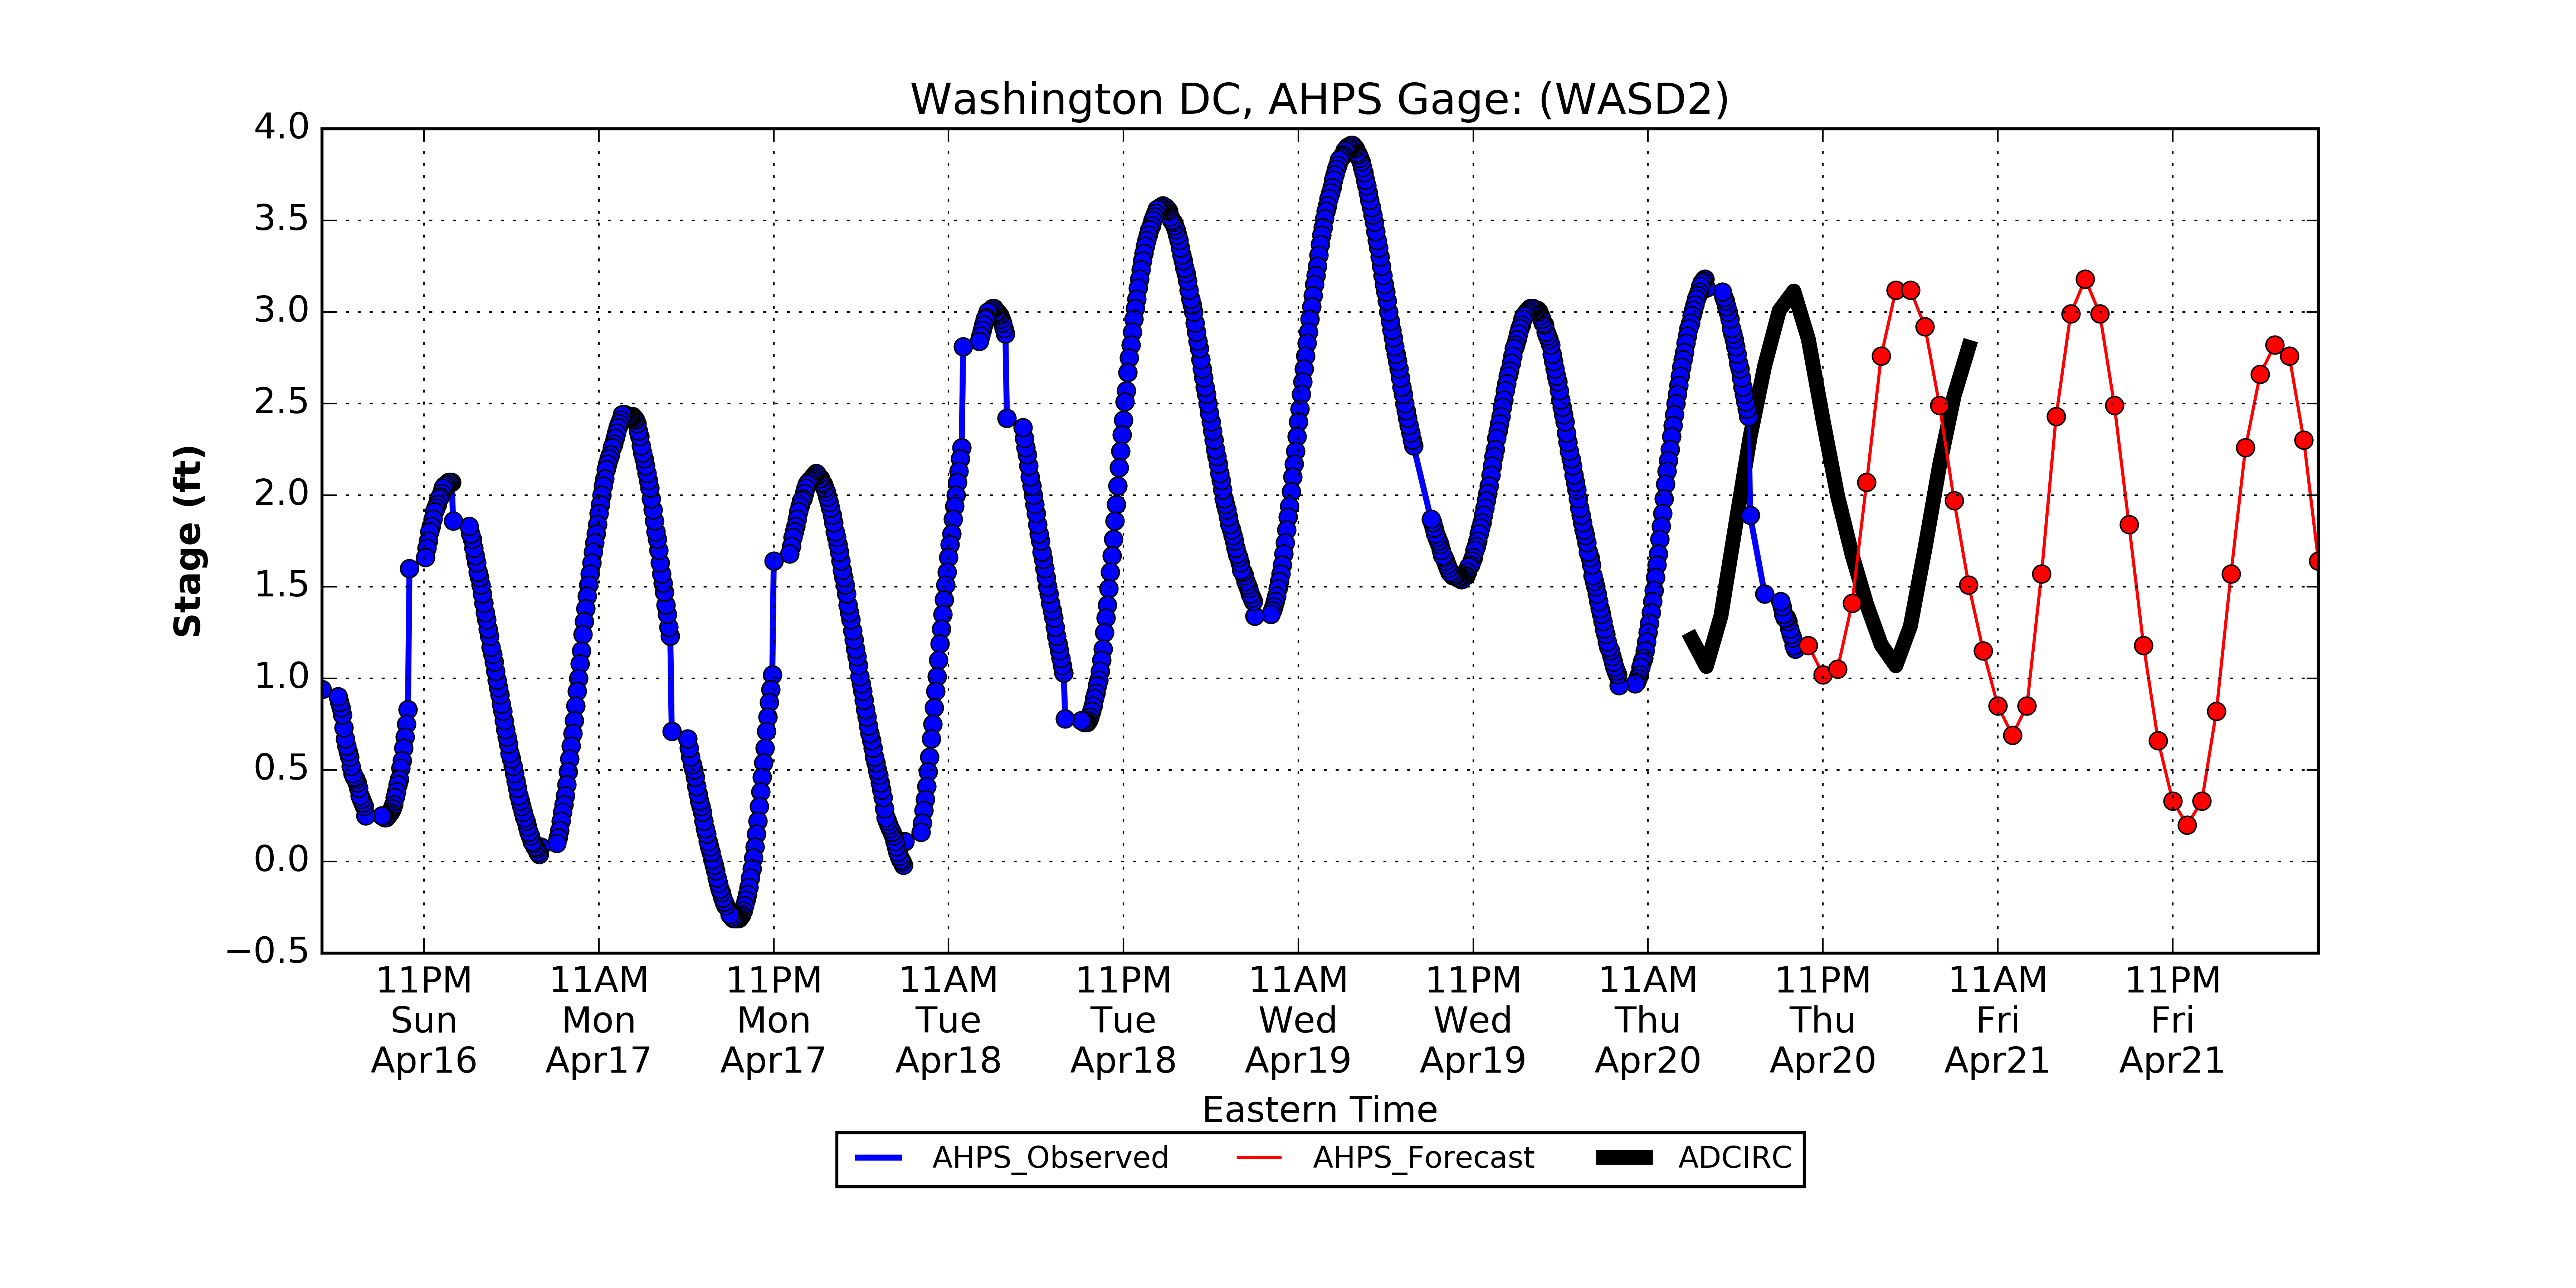 Washington DC, AHPS Gage: (WASD2)
4.0
3.5
3.0
2.5
2.0
1.5
1.0
0.5
0.0
−0.5
Stage (ft)
11PM 11AM 11PM 11AM 11PM 11AM 11PM 11AM 11PM 11AM 11PM
Sun Mon Mon Tue Tue Wed Wed Thu Thu Fri Fri
Apr16 Apr17 Apr17 Apr18 Apr18 Apr19 Apr19 Apr20 Apr20 Apr21 Apr21
Eastern Time
AHPS_Observed AHPS_Forecast ADCIRC